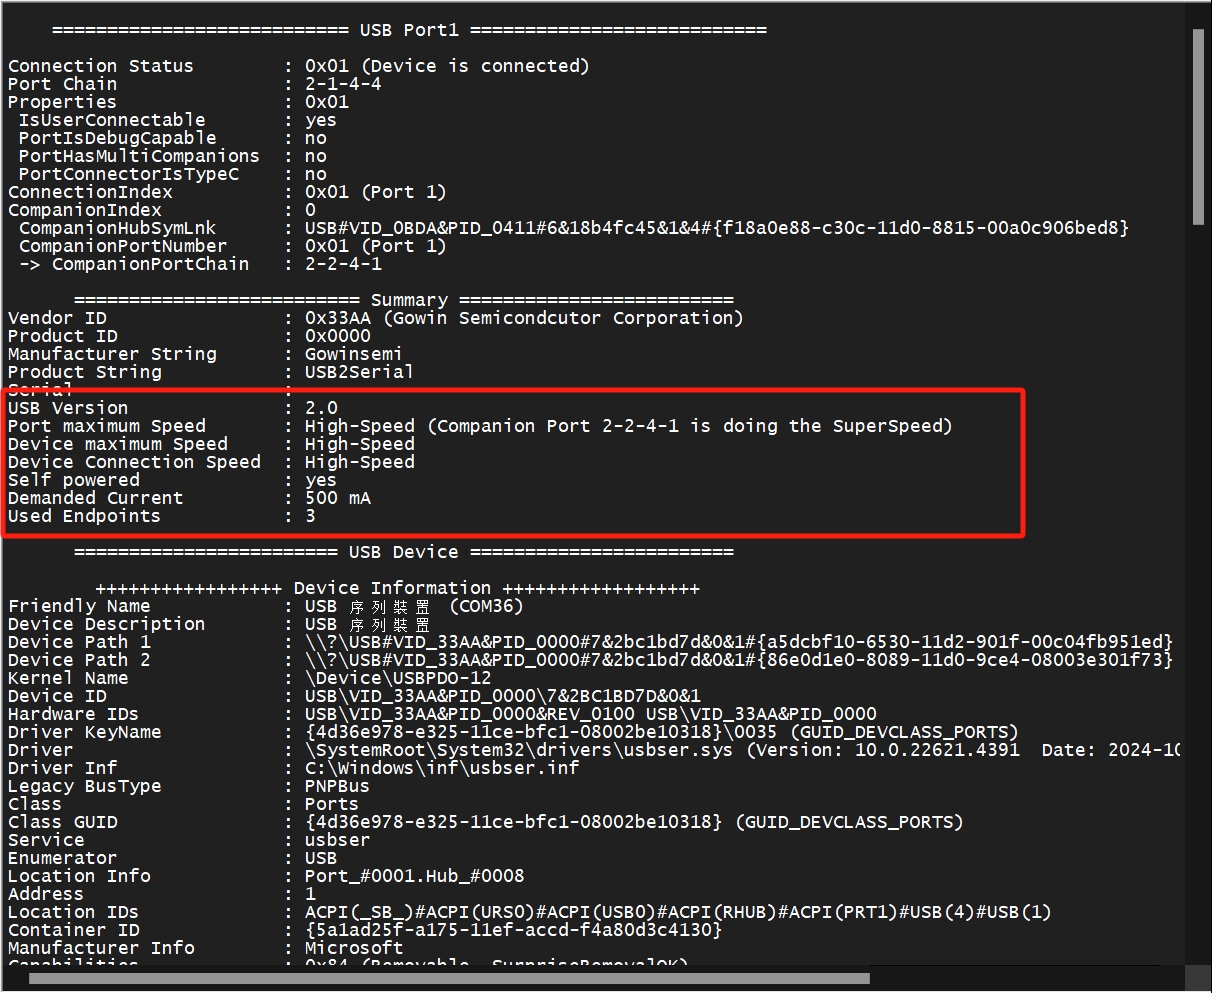 =========================== USB Port1 ===========================
Connection Status : 0x01 (Device is connected)
Port Chain : 2-1-4-4
Properties : 0x01
IsUserConnectable : yes
PortIsDebugCapable : no
PortHasMultiCompanions : no
PortConnectorIsTypeC : no
ConnectionIndex : 0x01 (Port 1)
CompanionIndex : 0
CompanionHubSymLnk : USB#VID_0BDA&PID_0411#6&18b4fc45&1&4#{f18a0e88-c30c-11d0-8815-00a0c906bed8}
CompanionPortNumber : 0x01 (Port 1)
-> CompanionPortChain : 2-2-4-1
========================== Summary =========================
Vendor ID : 0x33AA (Gowin Semicondcutor Corporation)
Product ID : 0x0000
Manufacturer String : Gowinsemi
Product String : USB2Serial
Serial :
USB Version : 2.0
Port maximum Speed : High-Speed (Companion Port 2-2-4-1 is doing the SuperSpeed)
Device maximum Speed : High-Speed
Device Connection Speed : High-Speed
Self powered : yes
Demanded Current : 500 mA
Used Endpoints : 3
======================== USB Device ========================
+++++++++++++++++ Device Information ++++++++++++++++++
Friendly Name : USB 序列裝置 (COM36)
Device Description : USB 序列裝置
Device Path 1 : \\?\USB#VID_33AA&PID_0000#7&2bc1bd7d&0&1#{a5dcbf10-6530-11d2-901f-00c04fb951ed}
Device Path 2 : \\?\USB#VID_33AA&PID_0000#7&2bc1bd7d&0&1#{86e0d1e0-8089-11d0-9ce4-08003e301f73}
Kernel Name : \Device\USBPDO-12
Device ID : USB\VID_33AA&PID_0000\7&2BC1BD7D&0&1
Hardware IDs : USB\VID_33AA&PID_0000&REV_0100 USB\VID_33AA&PID_0000
Driver KeyName : {4d36e978-e325-11ce-bfc1-08002be10318}\0035 (GUID_DEVCLASS_PORTS)
Driver : \SystemRoot\System32\drivers\usbser.sys (Version: 10.0.22621.4391 Date: 2024-10
Driver Inf : C:\Windows\inf\usbser.inf
Legacy BusType : PNPBus
Class : Ports
Class GUID : {4d36e978-e325-11ce-bfc1-08002be10318} (GUID_DEVCLASS_PORTS)
Service : usbser
Enumerator : USB
Location Info : Port_#0001.Hub_#0008
Address : 1
Location IDs : ACPI(_SB_)#ACPI(URS0)#ACPI(USB0)#ACPI(RHUB)#ACPI(PRT1)#USB(4)#USB(1)
Container ID : {5a1ad25f-a175-11ef-accd-f4a80d3c4130}
Manufacturer Info : Microsoft
Capabilities : 0x84 (Removable, SurpriseRemovalOK)